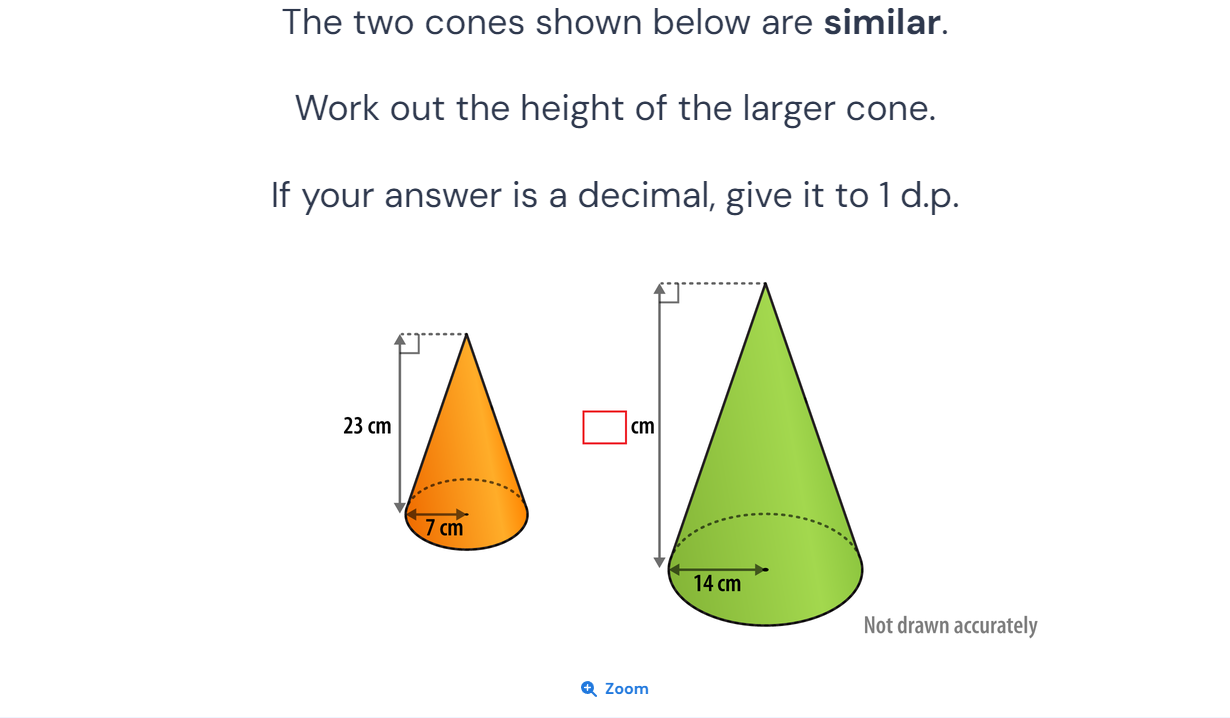 The two cones shown below are similar.
Work out the height of the larger cone.
If your answer is a decimal, give it to 1 d.p.
23 cm
7 cm
cm
14 cm
Not drawn accurately
Zoom